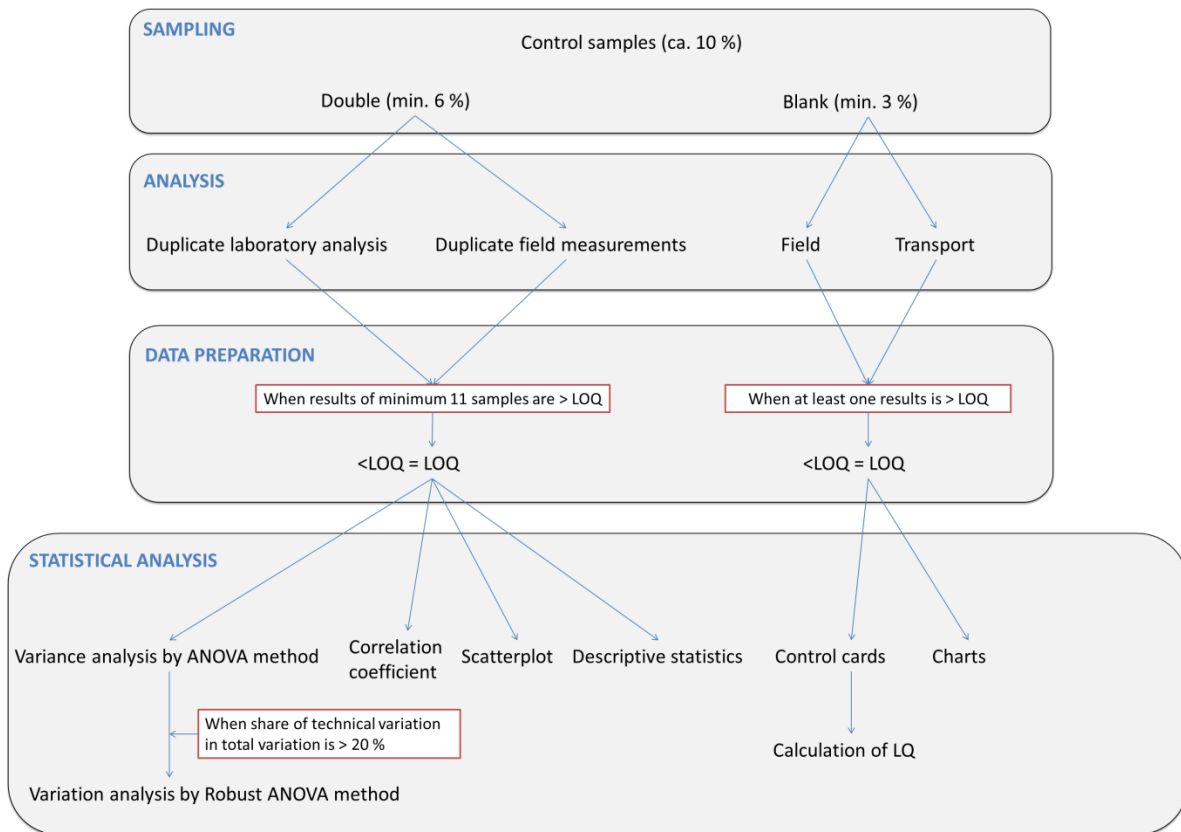 SAMPLING
Control samples (ca. 10 %)
Double (min. 6 %)
Blank (min. 3 %)
ANALYSIS
Duplicate laboratory analysis
Duplicate field measurements
Field
Transport
DATA PREPARATION
When results of minimum 11 samples are > LOQ
When at least one results is > LOQ
<LOQ = LOQ
<LOQ = LOQ
STATISTICAL ANALYSIS
Variance analysis by ANOVA method
Correlation
coefficient
Scatterplot
Descriptive statistics
Control cards
Charts
When share of technical variation
in total variation is > 20 %
Calculation of LQ
Variation analysis by Robust ANOVA method